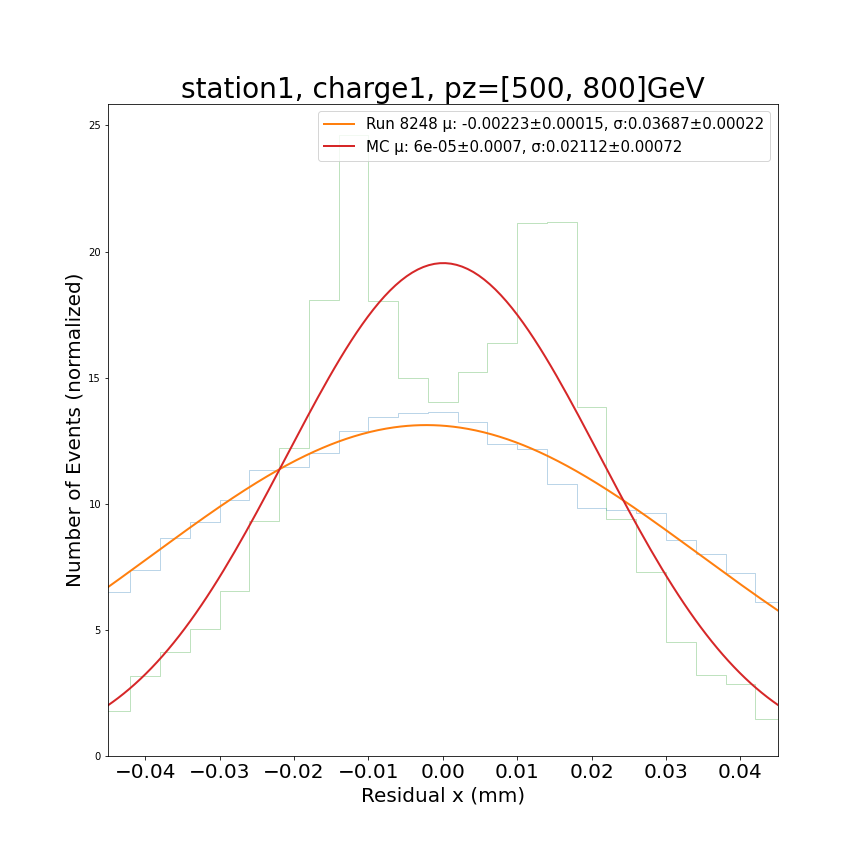 station1, charge1, pz=[500, 800]GeV
Run 8248 μ: -0.00223±0.00015, σ:0.03687±0.00022
MC μ: 6e-05±0.0007, σ:0.02112±0.00072
25
20
15
10
5
0
Number of Events (normalized)
−0.04 −0.03 −0.02 −0.01 0.00 0.01 0.02 0.03 0.04
Residual x (mm)